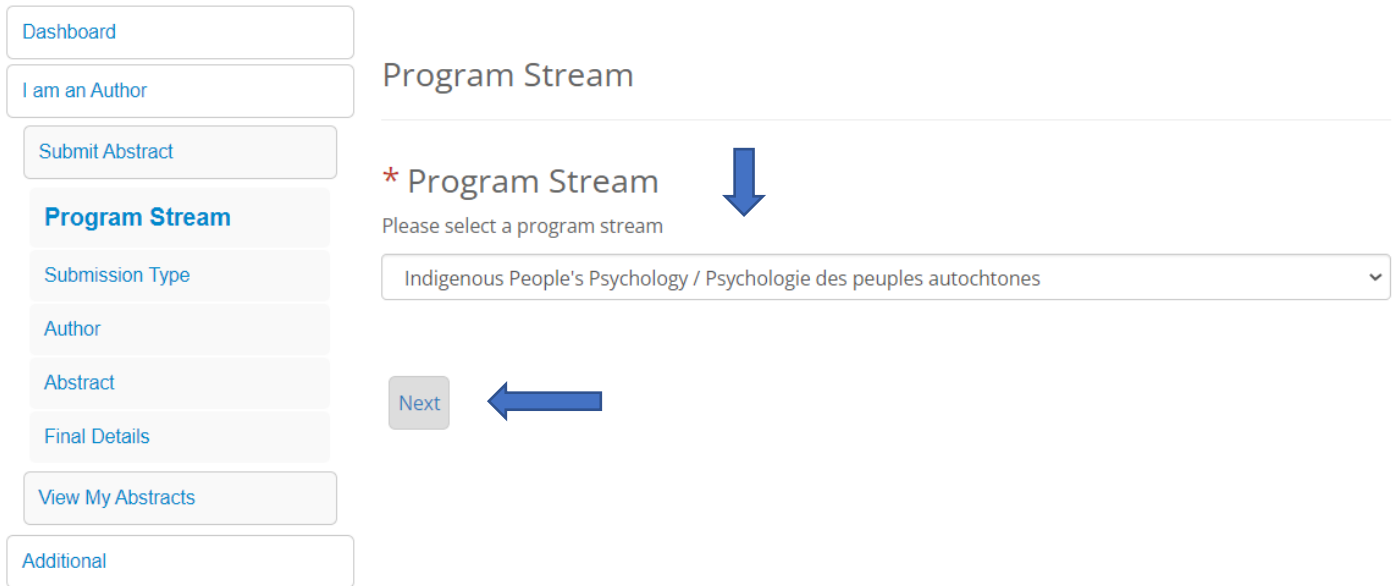 Dashboard
I am an Author
Submit Abstract
Program Stream
Submission Type
Author
Abstract
Final Details
View My Abstracts
Additional
Program Stream
* Program Stream
Please select a program stream
Indigenous People's Psychology / Psychologie des peuples autochtones
Next